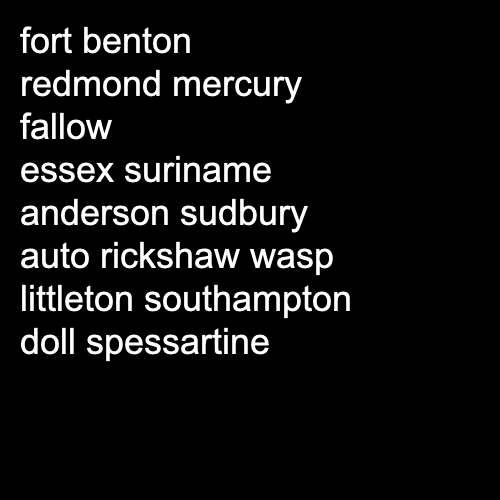 fort benton
redmond mercury
fallow
essex suriname
anderson sudbury
auto rickshaw wasp
littleton southampton
doll spessartine